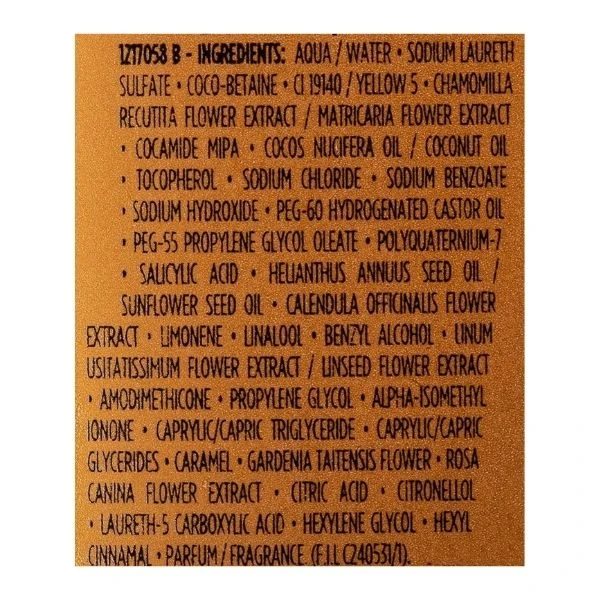 1217058 B - INGREDIENTS: AQUA / WATER • SODIUM LAURETH
SULFATE • COCO-BETAINE • CI 19140 / YELLOW 5 • CHAMOMILLA
RECUTITA FLOWER EXTRACT / MATRICARIA FLOWER EXTRACT
• COCAMIDE MIPA • COCOS NUCIFERA OIL / COCONUT OIL
• TOCOPHEROL • SODIUM CHLORIDE • SODIUM BENZOATE
• SODIUM HYDROXIDE • PEG-60 HYDROGENATED CASTOR OIL
• PEG-55 PROPYLENE GLYCOL OLEATE • POLYQUATERNIUM-7
• SALICYLIC ACID • HELIANTHUS ANNUUS SEED OIL /
SUNFLOWER SEED OIL • CALENDULA OFFICINALIS FLOWER
EXTRACT • LIMONENE • LINALOOL • BENZYL ALCOHOL • LINUM
USITATISSIMUM FLOWER EXTRACT / LINSEED FLOWER EXTRACT
• AMODIMETHICONE • PROPYLENE GLYCOL • ALPHA-ISOMETHYL
IONONE • CAPRYLIC/CAPRIC TRIGLYCERIDE • CAPRYLIC/CAPRIC
GLYCERIDES • CARAMEL • GARDENIA TAITENSIS FLOWER • ROSA
CANINA FLOWER EXTRACT • CITRIC ACID • CITRONELLOL
• LAURETH-5 CARBOXYLIC ACID • HEXYLENE GLYCOL • HEXYL
CINNAMAL • PARFUM / FRAGRANCE (F.I.L. C240531/1).